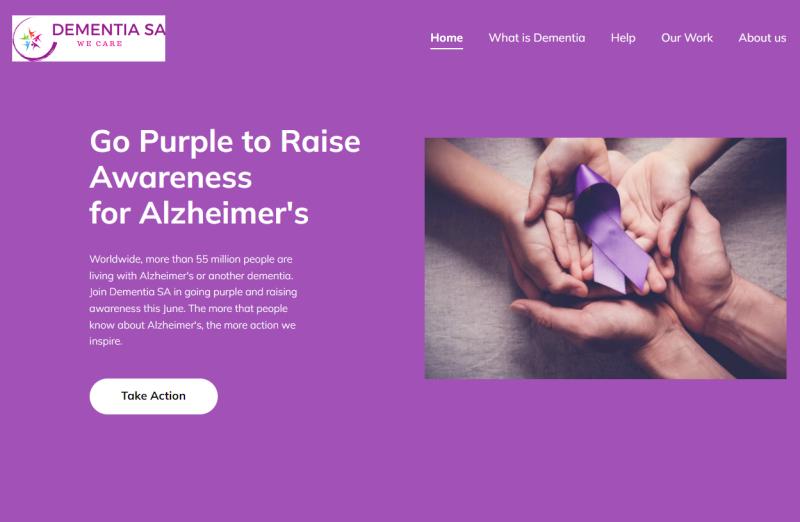 DEMENTIA SA
WE CARE
Home What is Dementia Help Our Work About us
Go Purple to Raise
Awareness
for Alzheimer's
Worldwide, more than 55 million people are
living with Alzheimer's or another dementia.
Join Dementia SA in going purple and raising
awareness this June. The more that people
know about Alzheimer's, the more action we
inspire.
Take Action